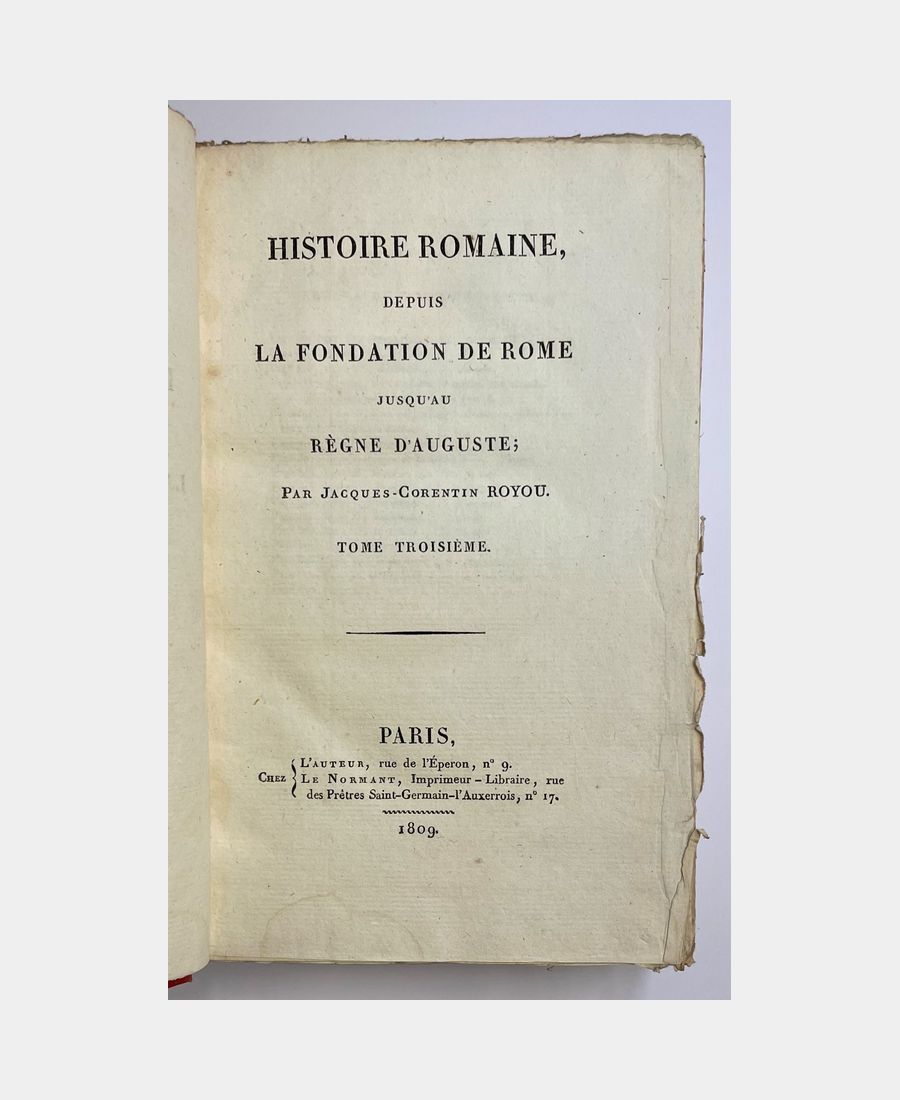 HISTOIRE ROMAINE,
DEPUIS
LA FONDATION DE ROME
JUSQU'AU
RÈGNE D'AUGUSTE;
PAR JACQUES-CORENTIN ROYOU.
TOME TROISIÈME.
PARIS,
CHEZ { L'AUTEUR, rue de l'Éperon, n° 9.
LE NORMANT, Imprimeur-Libraire, rue
des Prêtres Saint-Germain-l'Auxerrois, n° 17.
1809.